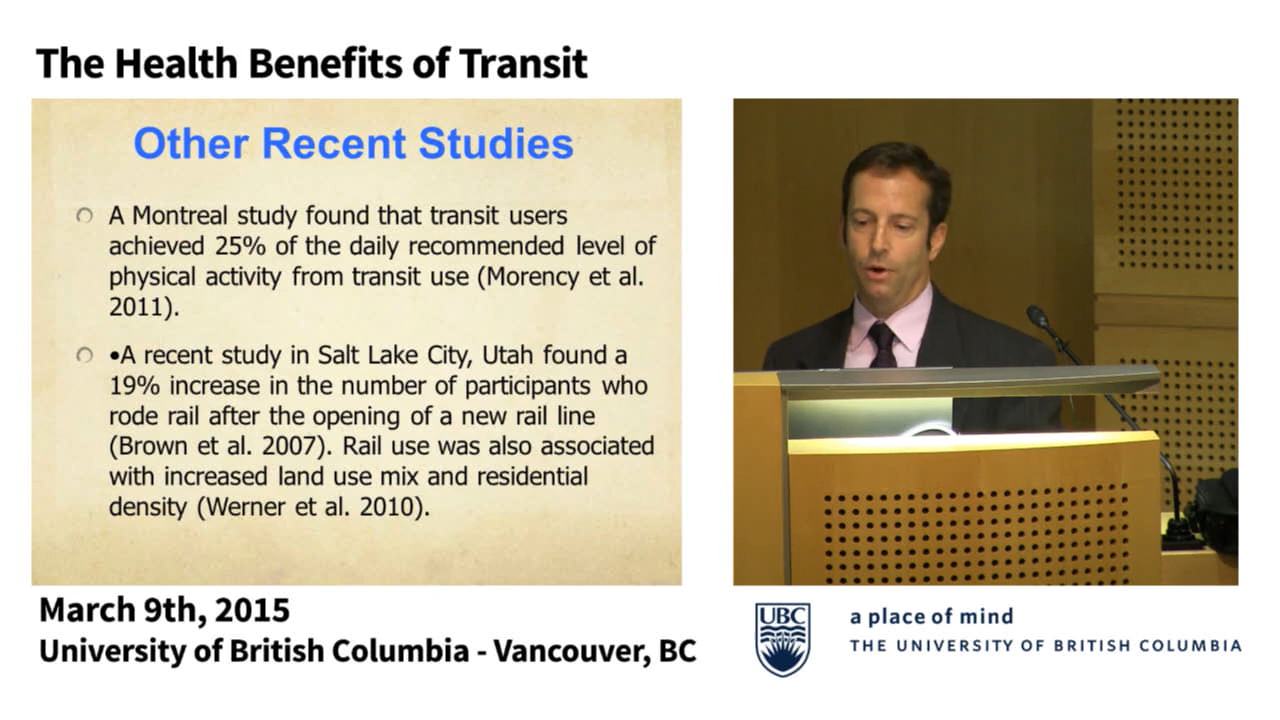 The Health Benefits of Transit
Other Recent Studies
A Montreal study found that transit users
achieved 25% of the daily recommended level of
physical activity from transit use (Morency et al.
2011).
•A recent study in Salt Lake City, Utah found a
19% increase in the number of participants who
rode rail after the opening of a new rail line
(Brown et al. 2007). Rail use was also associated
with increased land use mix and residential
density (Werner et al. 2010).
March 9th, 2015
University of British Columbia - Vancouver, BC
UBC
a place of mind
THE UNIVERSITY OF BRITISH COLUMBIA